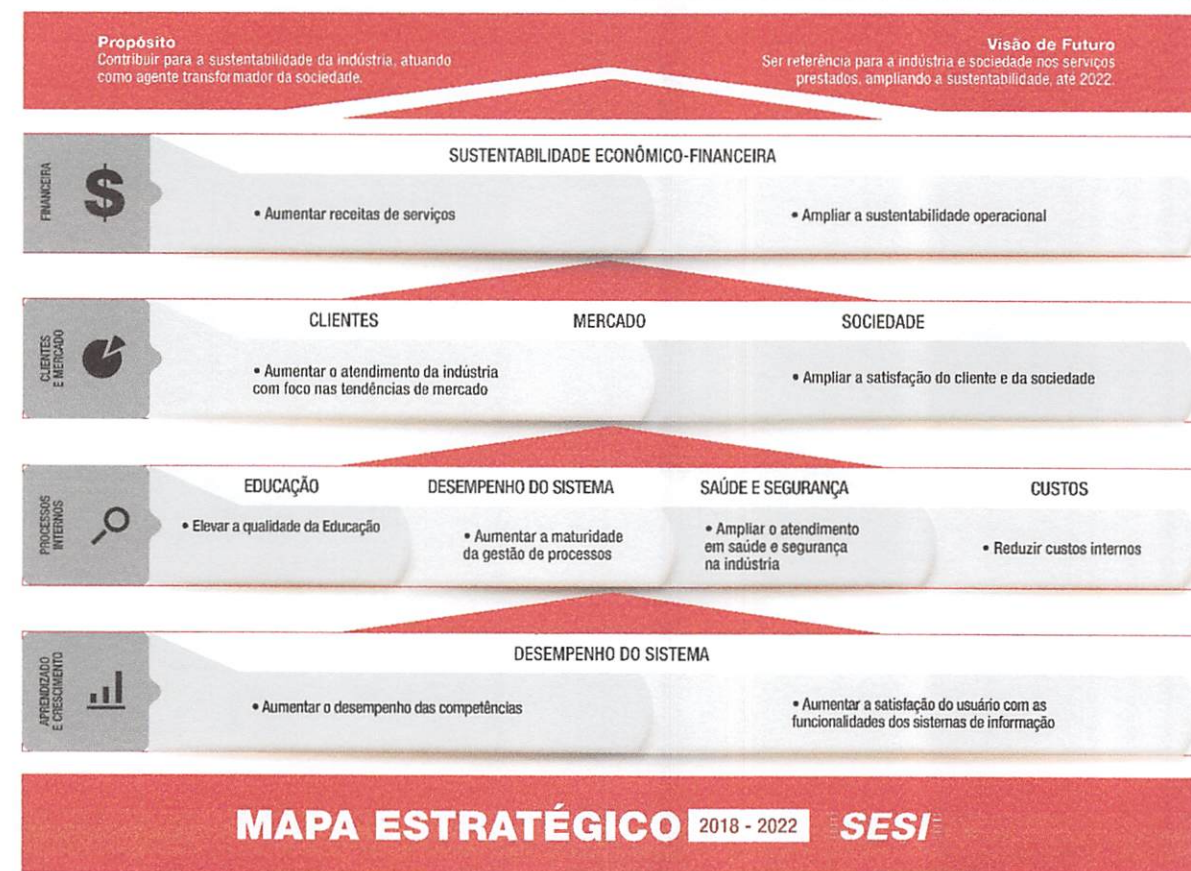 Propósito
Contribuir para a sustentabilidade da indústria, atuando
como agente transformador da sociedade.
Visão de Futuro
Ser referência para a indústria e sociedade nos serviços
prestados, ampliando a sustentabilidade, até 2022.
FINANCEIRA
$
SUSTENTABILIDADE ECONÔMICO-FINANCEIRA
• Aumentar receitas de serviços
• Ampliar a sustentabilidade operacional
CLIENTES
E MERCADO
CLIENTES
MERCADO
SOCIEDADE
• Aumentar o atendimento da indústria
com foco nas tendências de mercado
• Ampliar a satisfação do cliente e da sociedade
PROCESSOS
INTERNOS
EDUCAÇÃO
DESEMPENHO DO SISTEMA
SAÚDE E SEGURANÇA
CUSTOS
• Elevar a qualidade da Educação
• Aumentar a maturidade
da gestão de processos
• Ampliar o atendimento
em saúde e segurança
na indústria
• Reduzir custos internos
APRENDIZADO
E CRESCIMENTO
DESEMPENHO DO SISTEMA
• Aumentar o desempenho das competências
• Aumentar a satisfação do usuário com as
funcionalidades dos sistemas de informação
MAPA ESTRATÉGICO 2018 - 2022 SESI